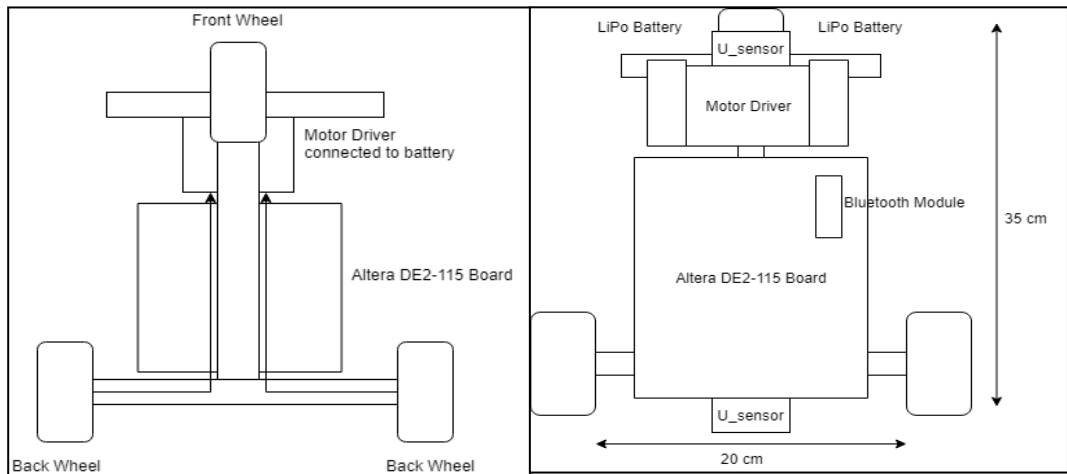 Front Wheel
Motor Driver
connected to battery
Altera DE2-115 Board
Back Wheel
Back Wheel
LiPo Battery
LiPo Battery
U_sensor
Motor Driver
Bluetooth Module
35 cm
Altera DE2-115 Board
U_sensor
20 cm